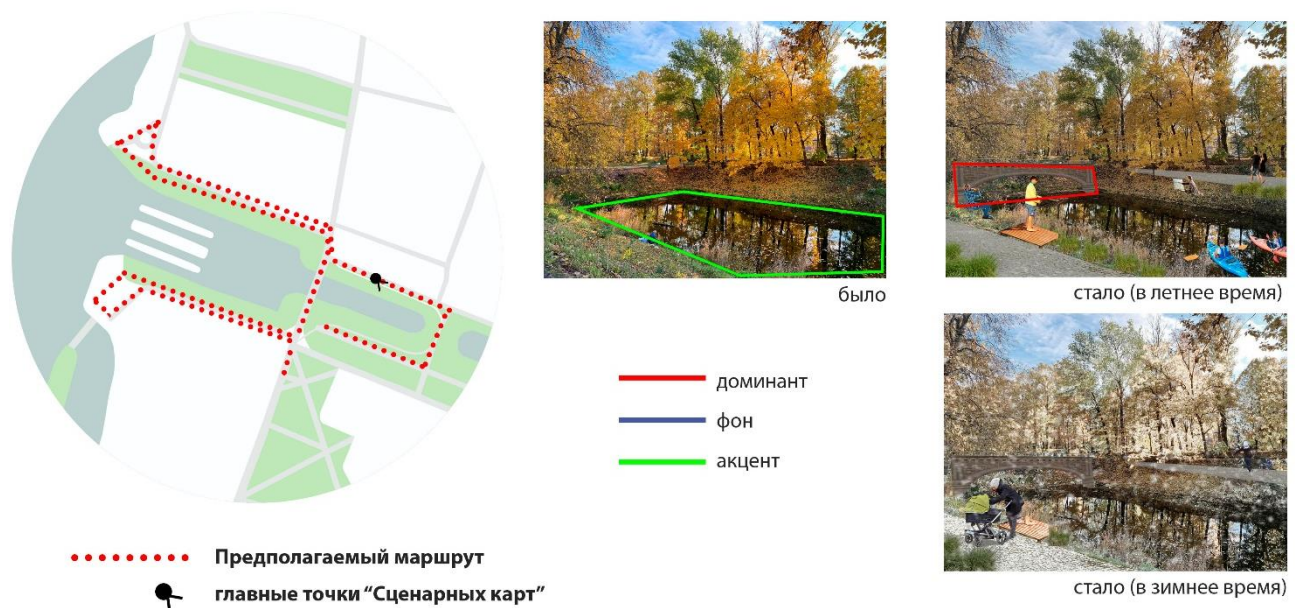 было
стало (в летнее время)
доминант
фон
акцент
стало (в зимнее время)
Предполагаемый маршрут
главные точки “Сценарных карт”